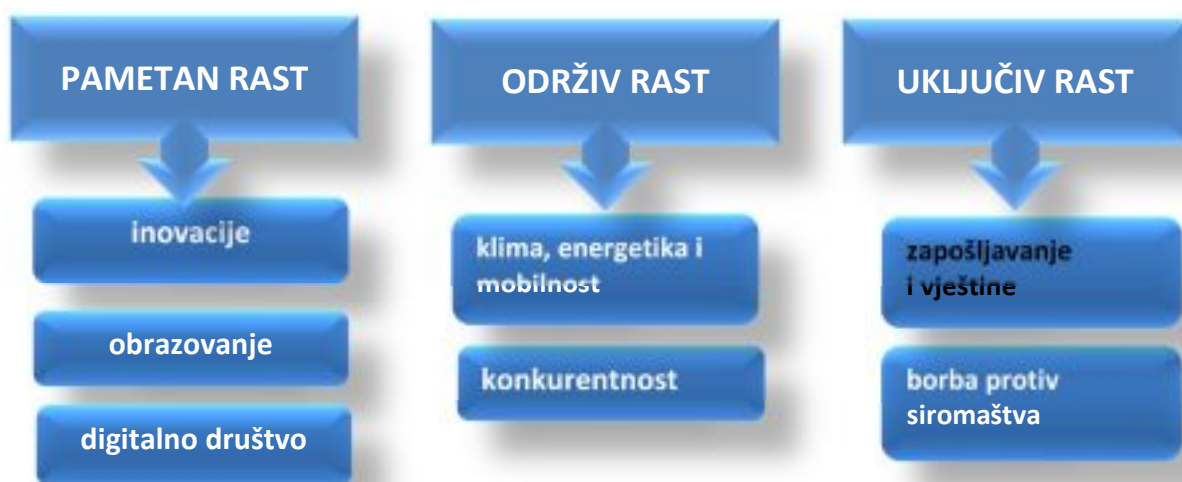 PAMETAN RAST
inovacije
obrazovanje
digitalno društvo
ODRŽIV RAST
klima, energetika i
mobilnost
konkurentnost
UKLJUČIV RAST
zapošljavanje
i vještine
borba protiv
siromaštva